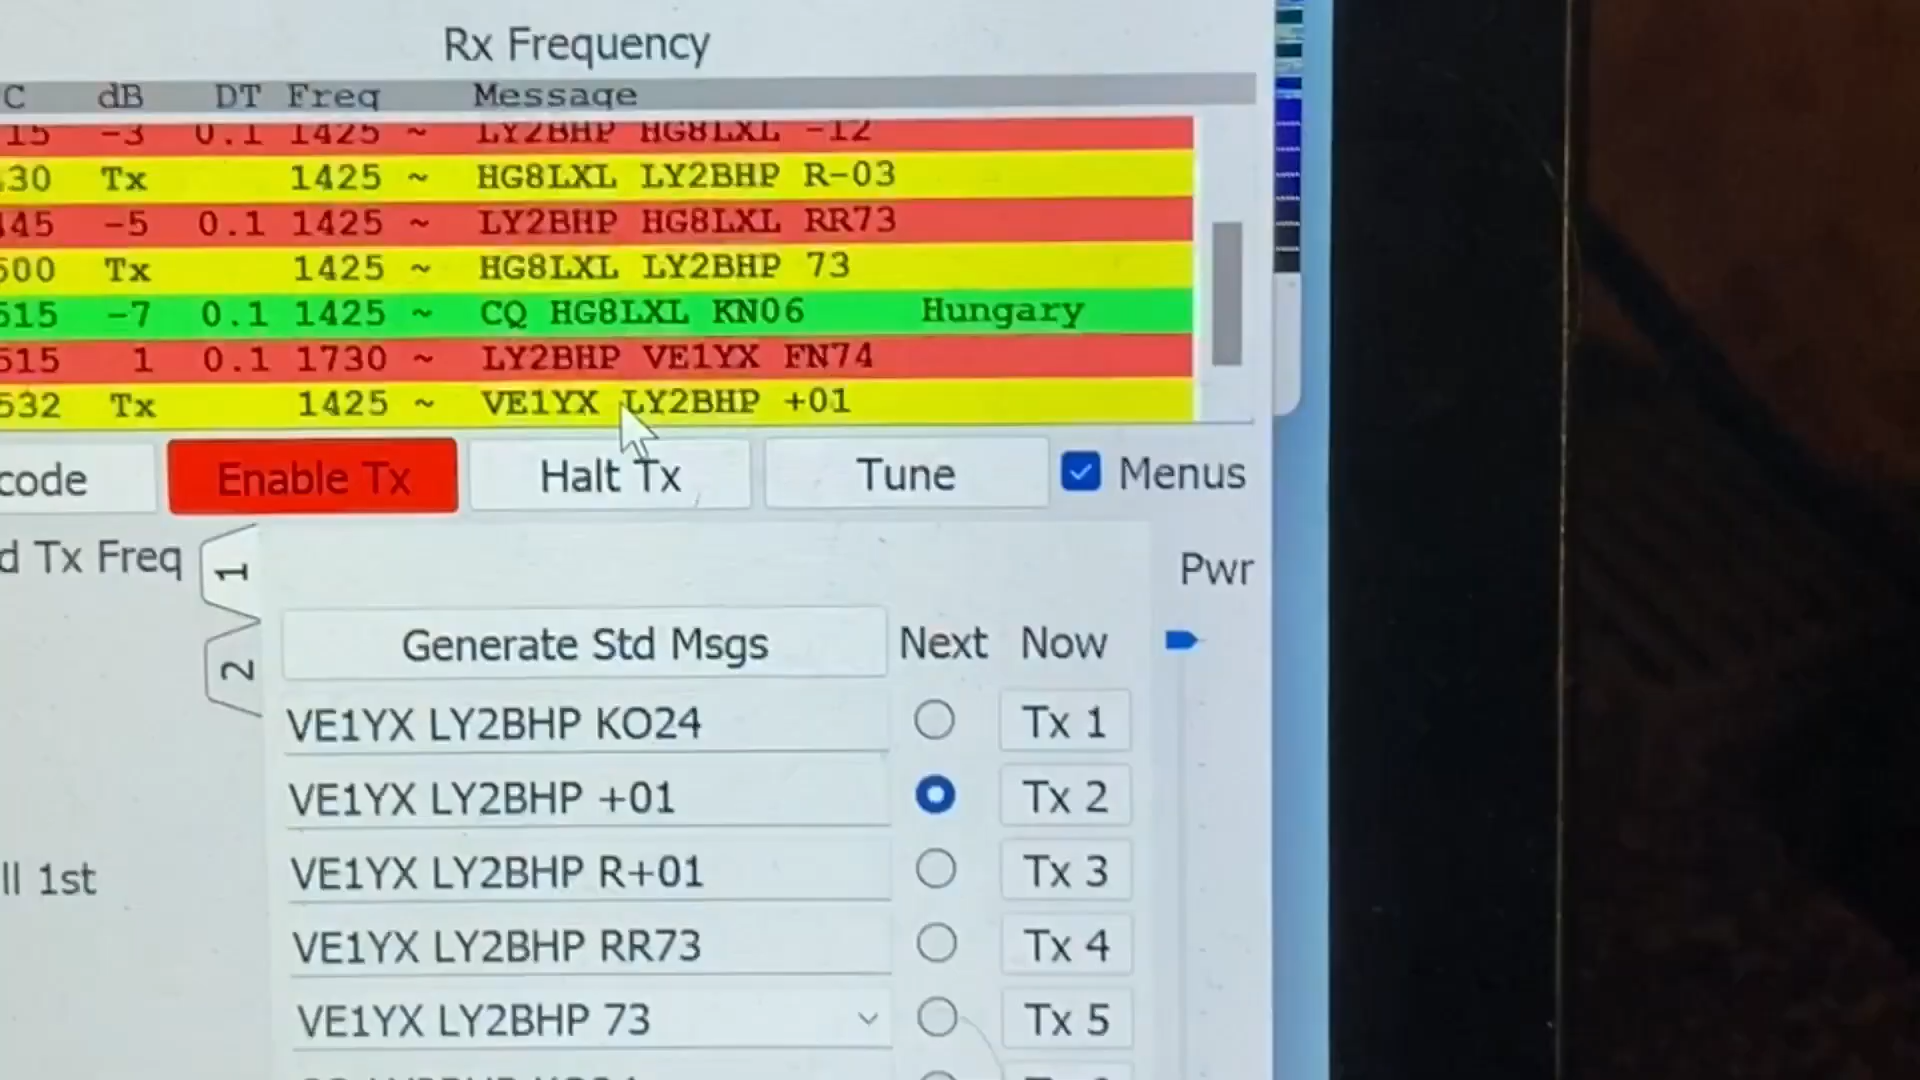 Rx Frequency
C dB DT Freq Message
15 -3 0.1 1425 ~ LY2BHP HG8LXL -12
30 Tx 1425 ~ HG8LXL LY2BHP R-03
45 -5 0.1 1425 ~ LY2BHP HG8LXL RR73
500 Tx 1425 ~ HG8LXL LY2BHP 73
515 -7 0.1 1425 ~ CQ HG8LXL KN06 Hungary
515 1 0.1 1730 ~ LY2BHP VE1YX FN74
532 Tx 1425 ~ VE1YX LY2BHP +01
code Enable Tx Halt Tx Tune Menus
d Tx Freq 1 Pwr
2 Generate Std Msgs Next Now
VE1YX LY2BHP KO24 Tx 1
VE1YX LY2BHP +01 Tx 2
ll 1st VE1YX LY2BHP R+01 Tx 3
VE1YX LY2BHP RR73 Tx 4
VE1YX LY2BHP 73 Tx 5